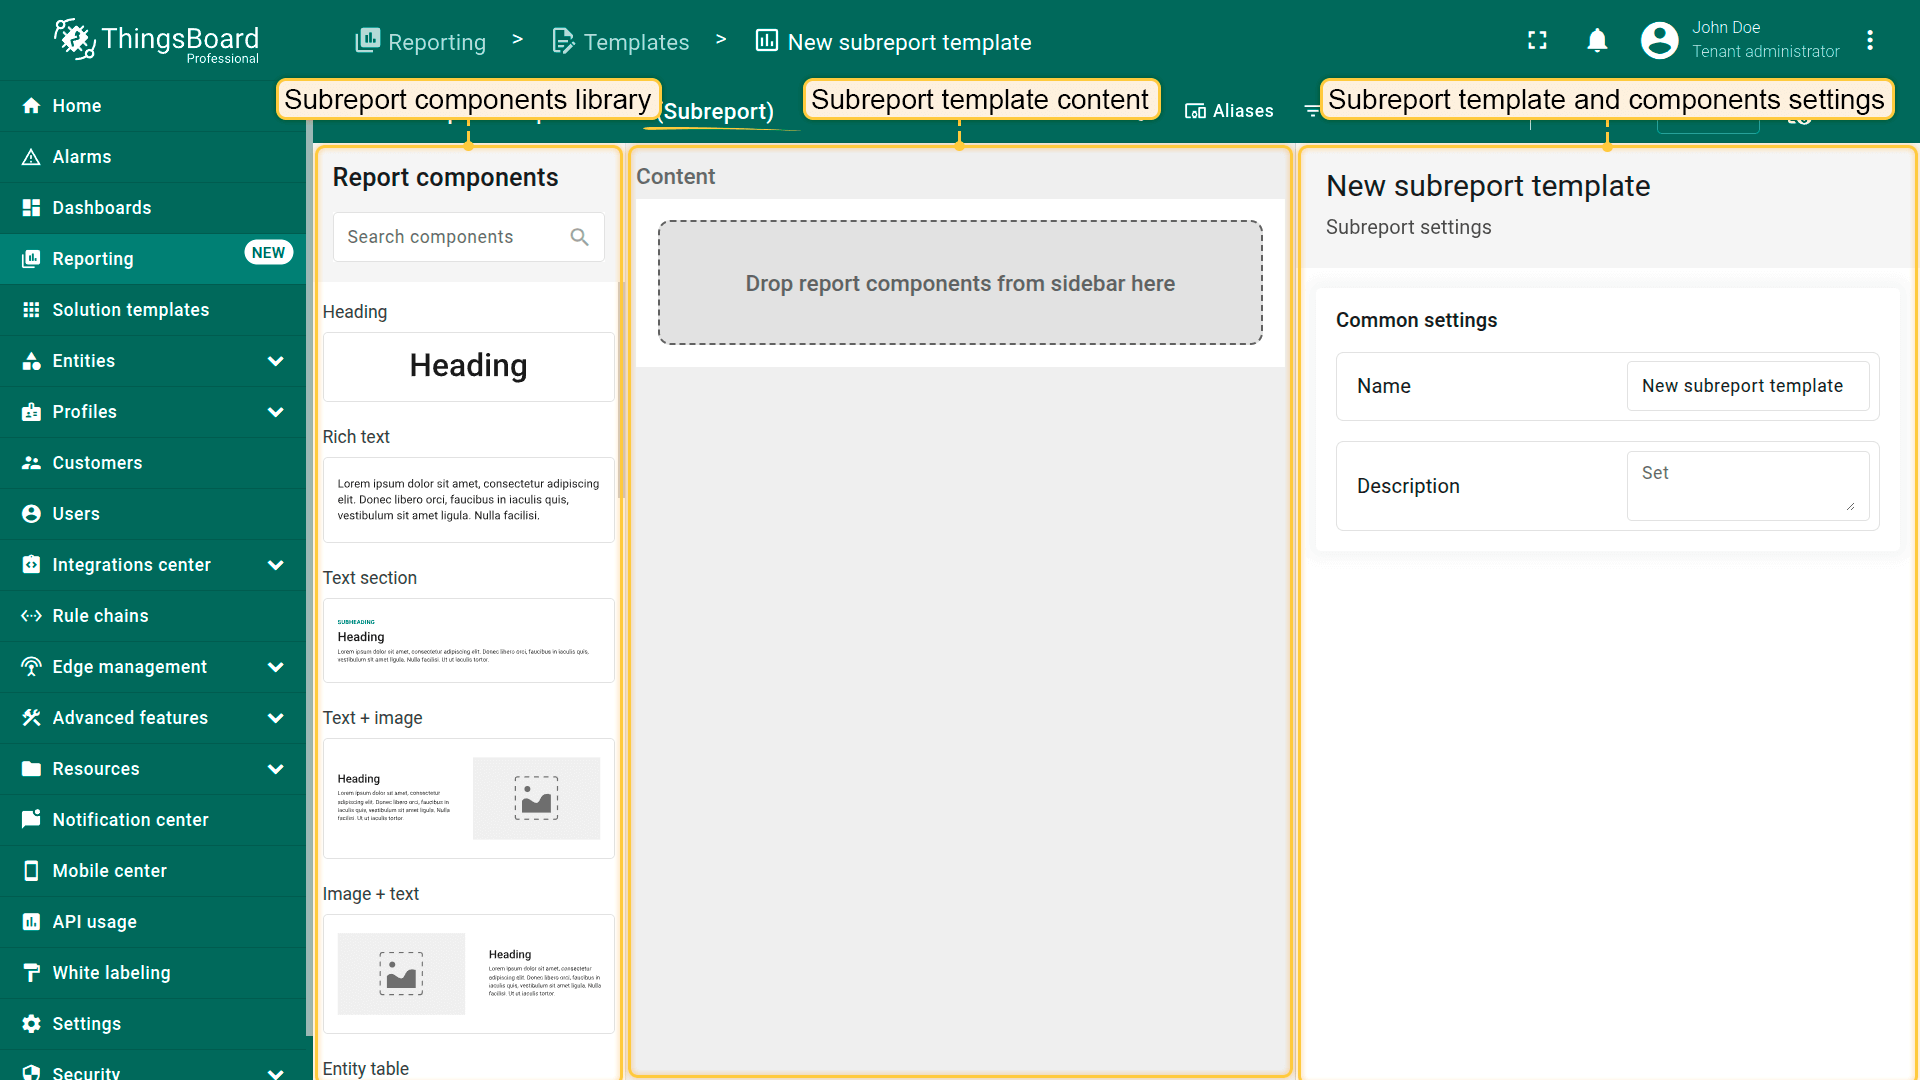 ThingsBoard
Professional
Reporting > Templates > New subreport template
John Doe
Tenant administrator
Subreport components library
(Subreport)
Subreport template content
Aliases
Subreport template and components settings
Home
Alarms
Dashboards
Reporting
NEW
Solution templates
Entities
Profiles
Customers
Users
Integrations center
Rule chains
Edge management
Advanced features
Resources
Notification center
Mobile center
API usage
White labeling
Settings
Security
Report components
Search components
Heading
Heading
Rich text
Lorem ipsum dolor sit amet, consectetur adipiscing
elit. Donec libero orci, faucibus in iaculis quis,
vestibulum sit amet ligula. Nulla facilisi.
Text section
SUBHEADING
Heading
Lorem ipsum dolor sit amet, consectetur adipiscing elit. Donec libero orci, faucibus in iaculis quis,
vestibulum sit amet ligula. Nulla facilisi. Ut ut iaculis tortor.
Text + image
Heading
Lorem ipsum dolor sit amet, consectetur
adipiscing elit. Donec libero orci, faucibus in
iaculis quis, vestibulum sit amet ligula. Nulla
facilisi. Ut ut iaculis tortor.
Image + text
Heading
Lorem ipsum dolor sit amet, consectetur
adipiscing elit. Donec libero orci, faucibus in
iaculis quis, vestibulum sit amet ligula. Nulla
facilisi. Ut ut iaculis tortor.
Entity table
Content
Drop report components from sidebar here
New subreport template
Subreport settings
Common settings
Name
New subreport template
Description
Set